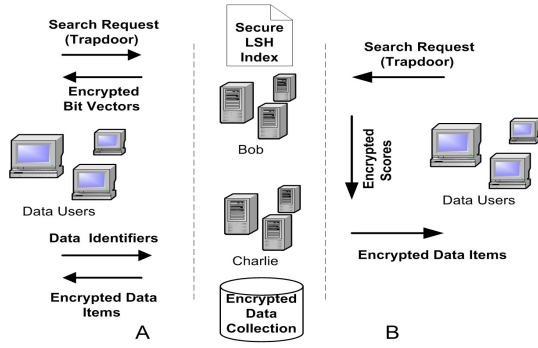 Search Request
(Trapdoor)
Encrypted
Bit Vectors
Data Users
Data Identifiers
Encrypted Data
Items
A
Secure
LSH
Index
Bob
Charlie
Encrypted
Data
Collection
Search Request
(Trapdoor)
Encrypted
Scores
Data Users
Encrypted Data Items
B